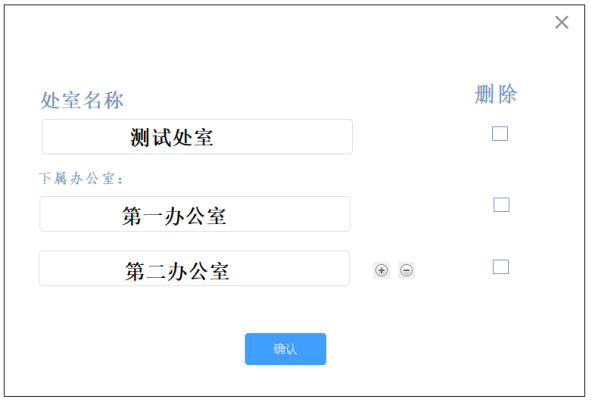 处室名称
删除
测试处室
下属办公室：
第一办公室
第二办公室
确认